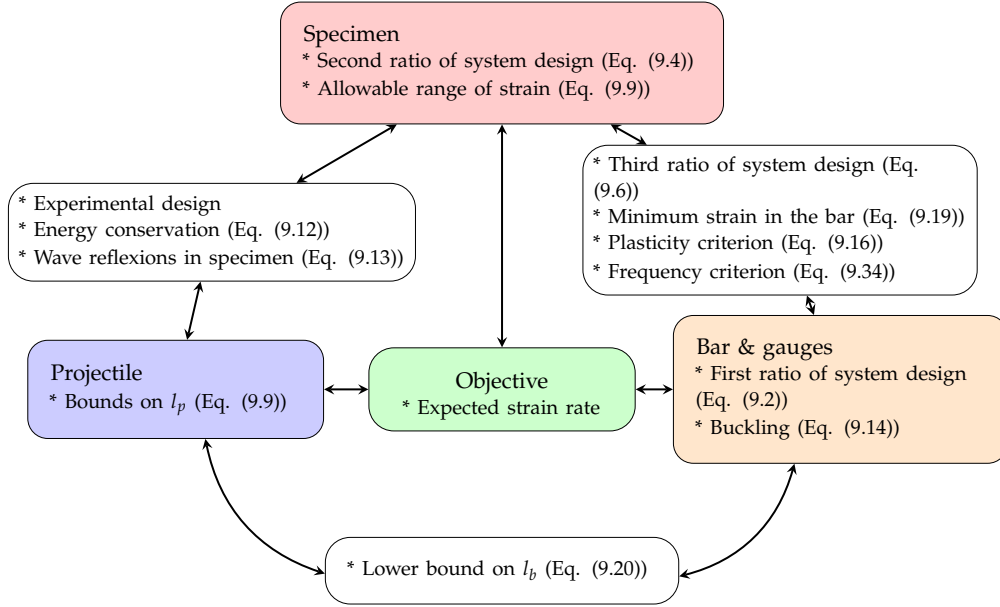 Specimen
* Second ratio of system design (Eq. (9.4))
* Allowable range of strain (Eq. (9.9))
* Experimental design
* Energy conservation (Eq. (9.12))
* Wave reflexions in specimen (Eq. (9.13))
* Third ratio of system design (Eq.
(9.6))
* Minimum strain in the bar (Eq. (9.19))
* Plasticity criterion (Eq. (9.16))
* Frequency criterion (Eq. (9.34))
Projectile
* Bounds on l_p (Eq. (9.9))
Objective
* Expected strain rate
Bar & gauges
* First ratio of system design
(Eq. (9.2))
* Buckling (Eq. (9.14))
* Lower bound on l_b (Eq. (9.20))